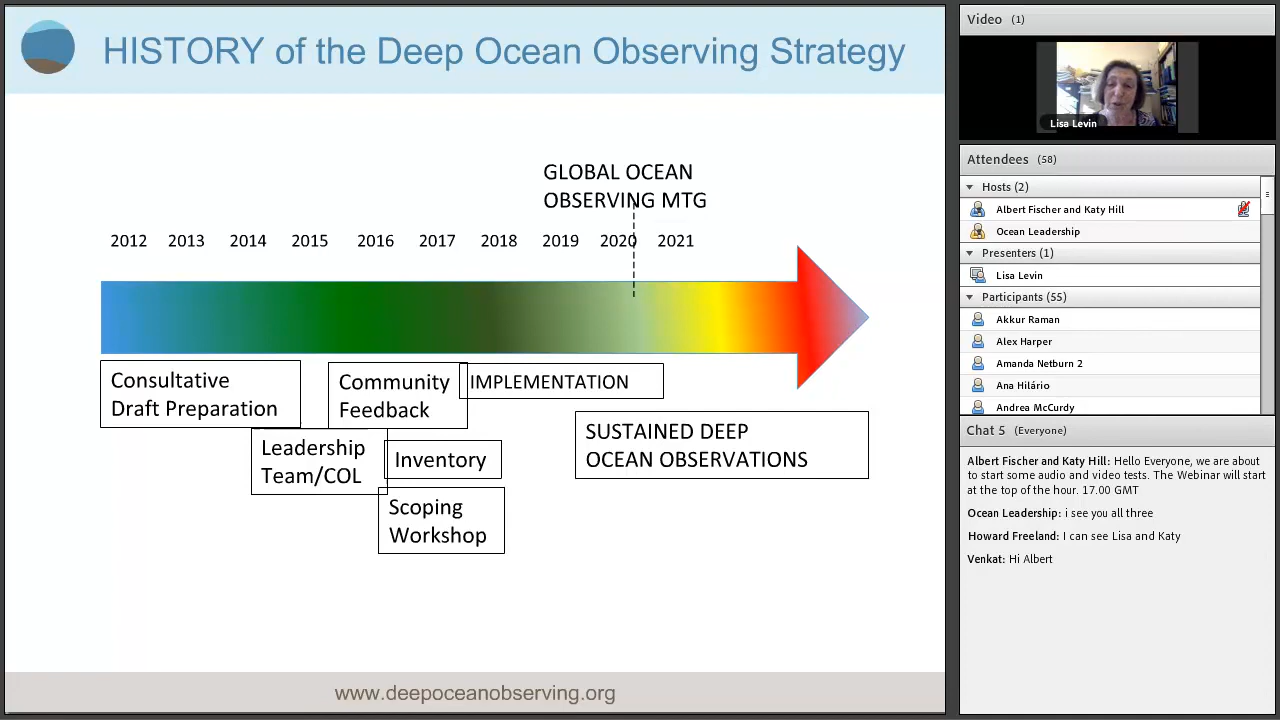 HISTORY of the Deep Ocean Observing Strategy
GLOBAL OCEAN
OBSERVING MTG
2012 2013 2014 2015 2016 2017 2018 2019 2020 2021
Consultative
Draft Preparation
Community
Feedback
IMPLEMENTATION
Leadership
Team/COL
Inventory
SUSTAINED DEEP
OCEAN OBSERVATIONS
Scoping
Workshop
www.deepoceanobserving.org
Video (1)
Lisa Levin
Attendees (58)
Hosts (2)
Albert Fischer and Katy Hill
Ocean Leadership
Presenters (1)
Lisa Levin
Participants (55)
Akkur Raman
Alex Harper
Amanda Netburn 2
Ana Hilário
Andrea McCurdy
Chat 5 (Everyone)
Albert Fischer and Katy Hill: Hello Everyone, we are about
to start some audio and video tests. The Webinar will start
at the top of the hour. 17.00 GMT
Ocean Leadership: i see you all three
Howard Freeland: I can see Lisa and Katy
Venkat: Hi Albert